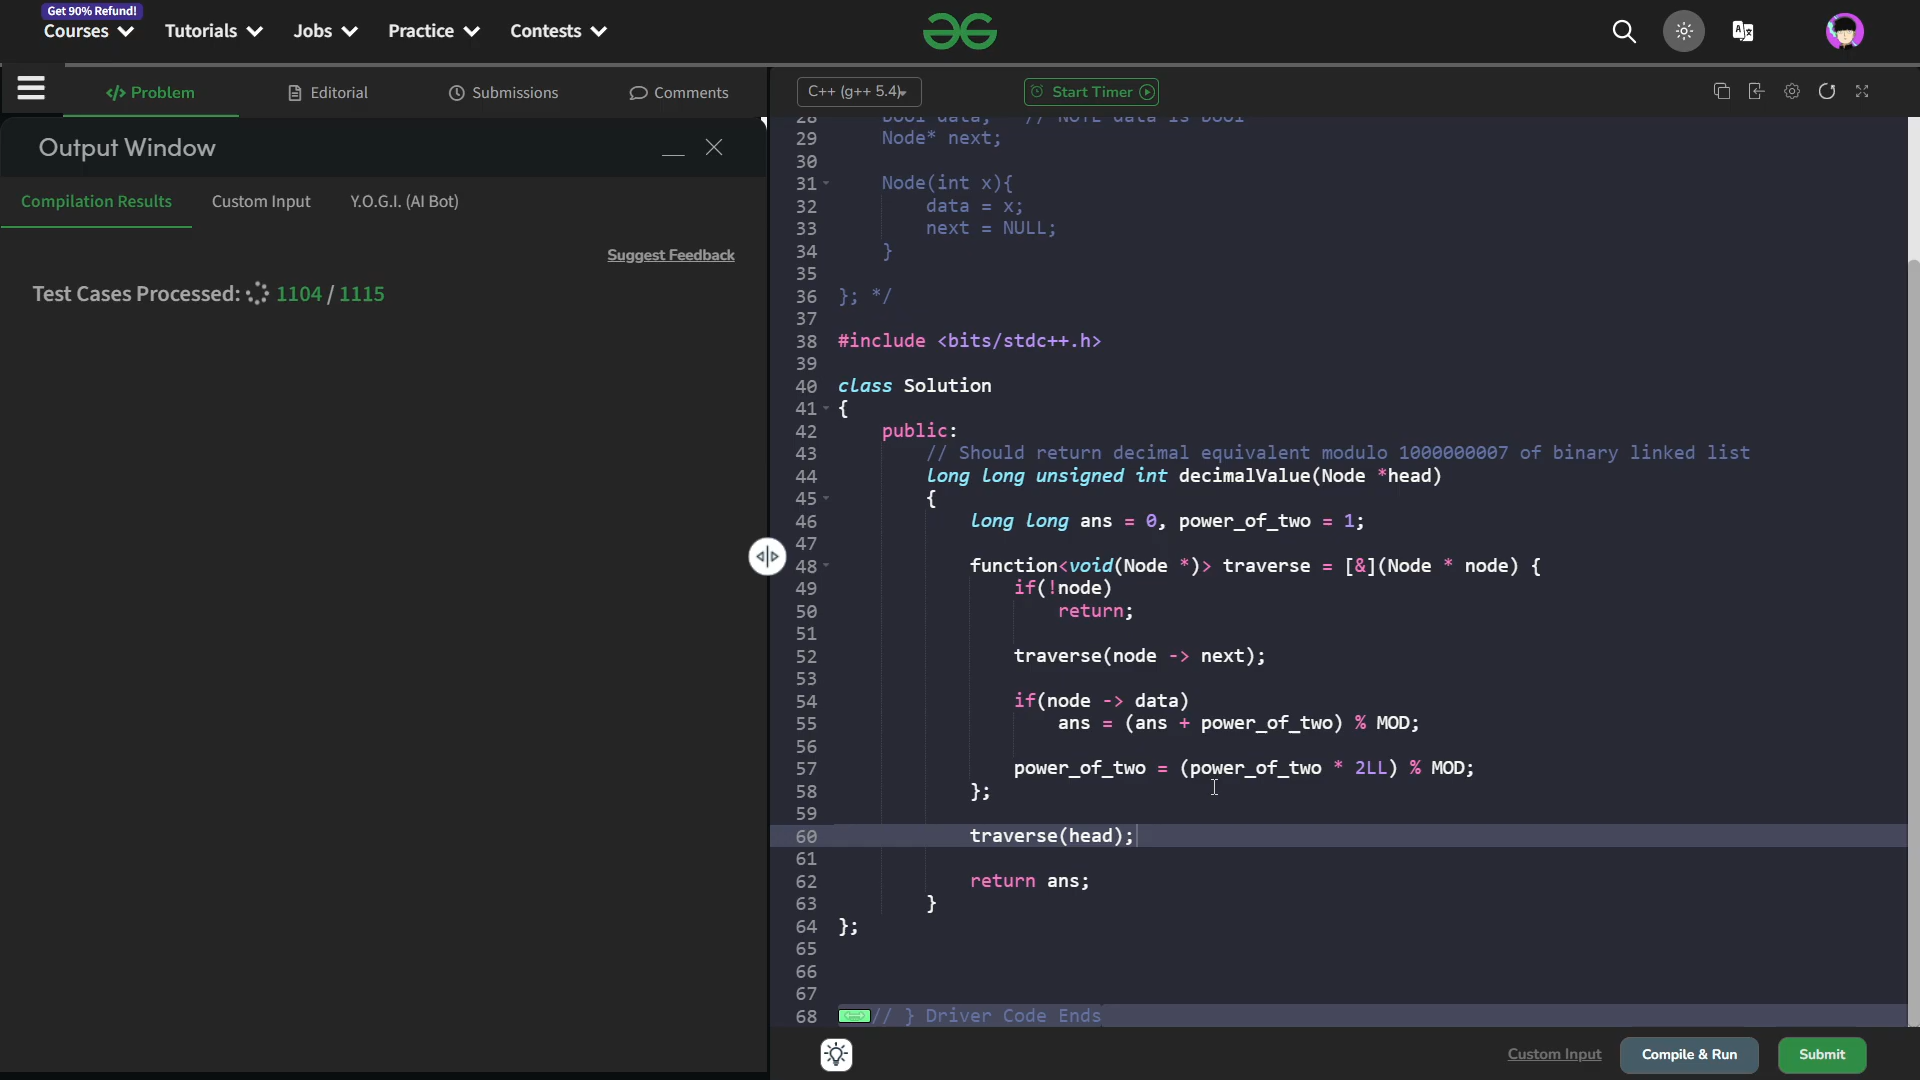 Get 90% Refund!
Courses
Tutorials
Jobs
Practice
Contests
Problem
Editorial
Submissions
Comments
C++ (g++ 5.4)
Start Timer
Output Window
Compilation Results
Custom Input
Y.O.G.I. (AI Bot)
Suggest Feedback
Test Cases Processed: 1104 / 1115
28 bool data; // NOTE data is bool
29 Node* next;
30
31 Node(int x){
32 data = x;
33 next = NULL;
34 }
35
36 }; */
37
38 #include <bits/stdc++.h>
39
40 class Solution
41 {
42 public:
43 // Should return decimal equivalent modulo 1000000007 of binary linked list
44 long long unsigned int decimalValue(Node *head)
45 {
46 long long ans = 0, power_of_two = 1;
47
48 function<void(Node *)> traverse = [&](Node * node) {
49 if(!node)
50 return;
51
52 traverse(node -> next);
53
54 if(node -> data)
55 ans = (ans + power_of_two) % MOD;
56
57 power_of_two = (power_of_two * 2LL) % MOD;
58 };
59
60 traverse(head);
61
62 return ans;
63 }
64 };
65
66
67
68 // } Driver Code Ends
Custom Input
Compile & Run
Submit